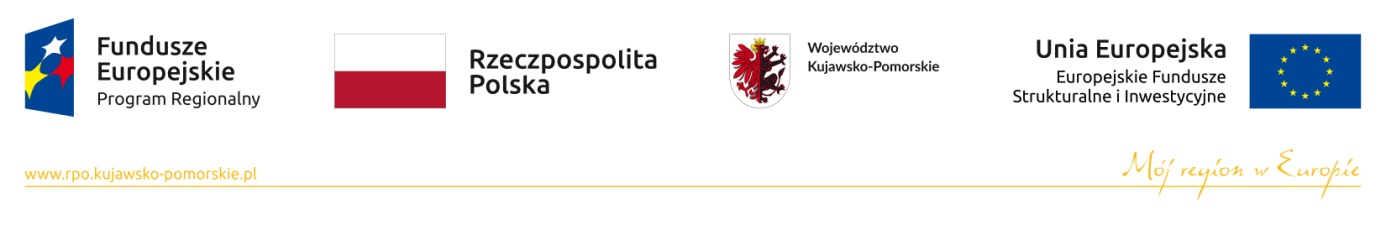 Fundusze
Europejskie
Program Regionalny
Rzeczpospolita
Polska
Województwo
Kujawsko-Pomorskie
Unia Europejska
Europejskie Fundusze
Strukturalne i Inwestycyjne
www.rpo.kujawsko-pomorskie.pl
Mój region w Europie